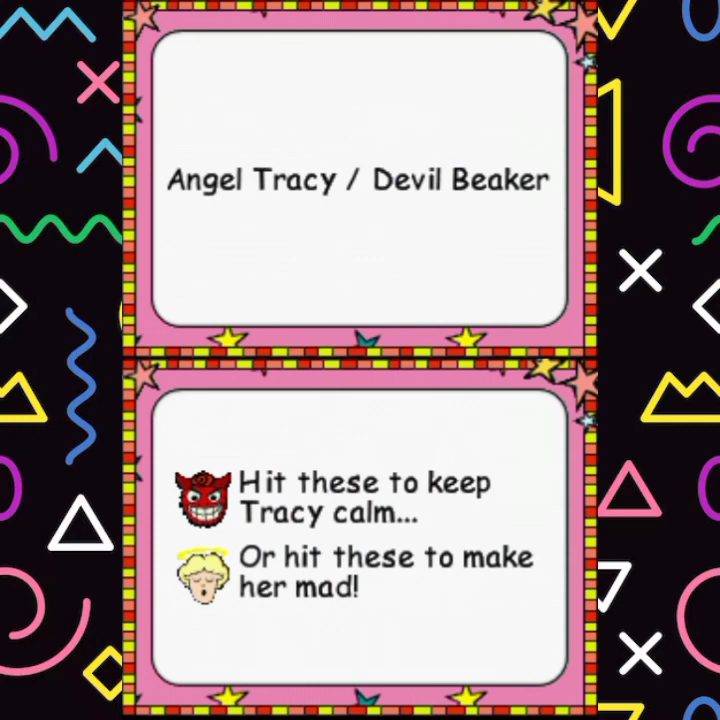 Angel Tracy / Devil Beaker
Hit these to keep
Tracy calm...
Or hit these to make
her mad!